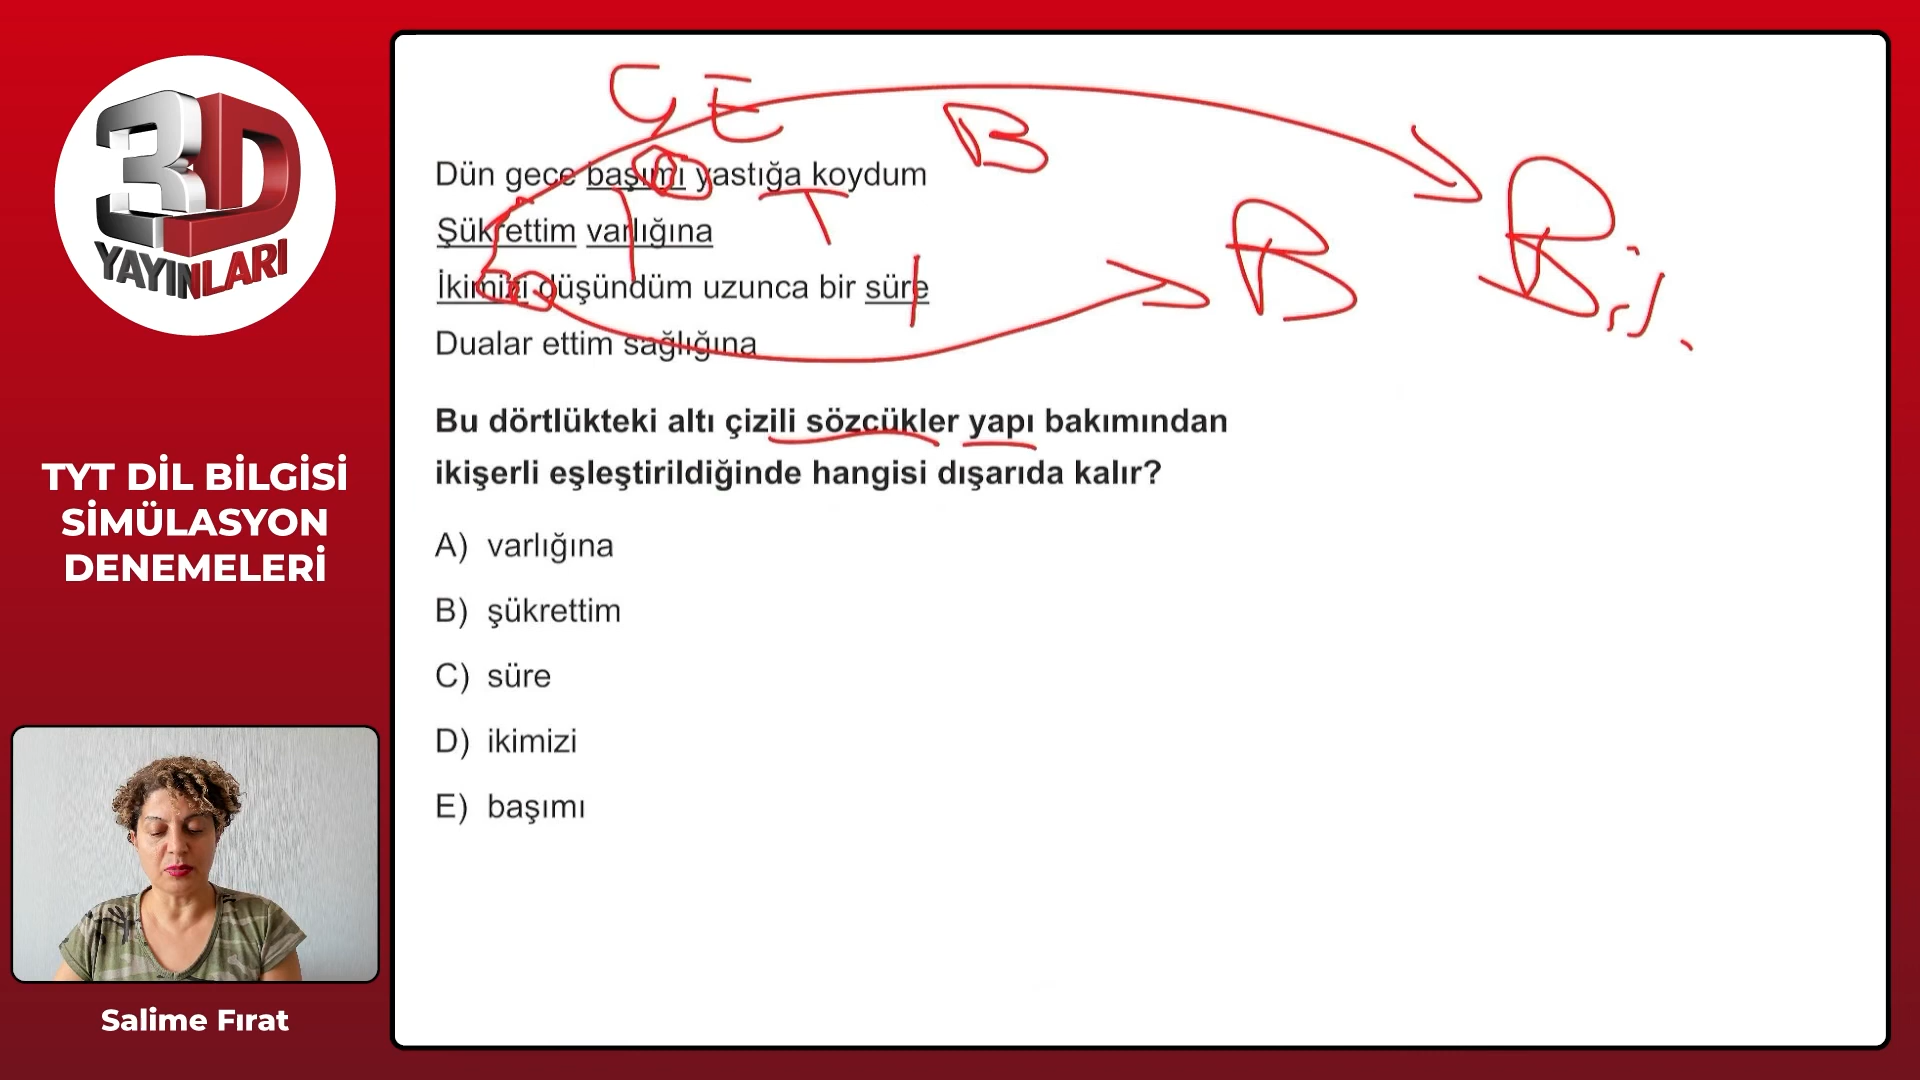 3D
YAYINLARI
TYT DİL BİLGİSİ
SİMÜLASYON
DENEMELERİ
Salime Fırat
ÇE
B
Dün gece başımı yastığa koydum
T
Şükrettim varlığına
B
İkimizi düşündüm uzunca bir süre
Dualar ettim sağlığına
Bu dörtlükteki altı çizili sözcükler yapı bakımından
ikişerli eşleştirildiğinde hangisi dışarıda kalır?
A) varlığına
B) şükrettim
C) süre
D) ikimizi
E) başımı